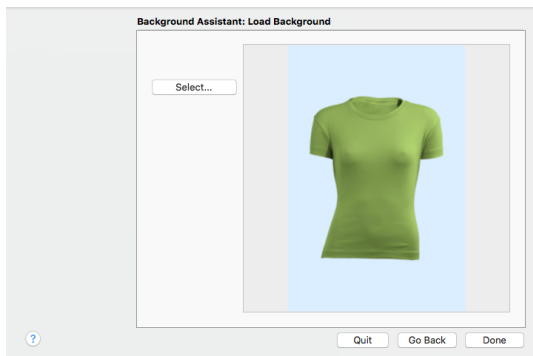 Background Assistant: Load Background
Select...
?
Quit
Go Back
Done